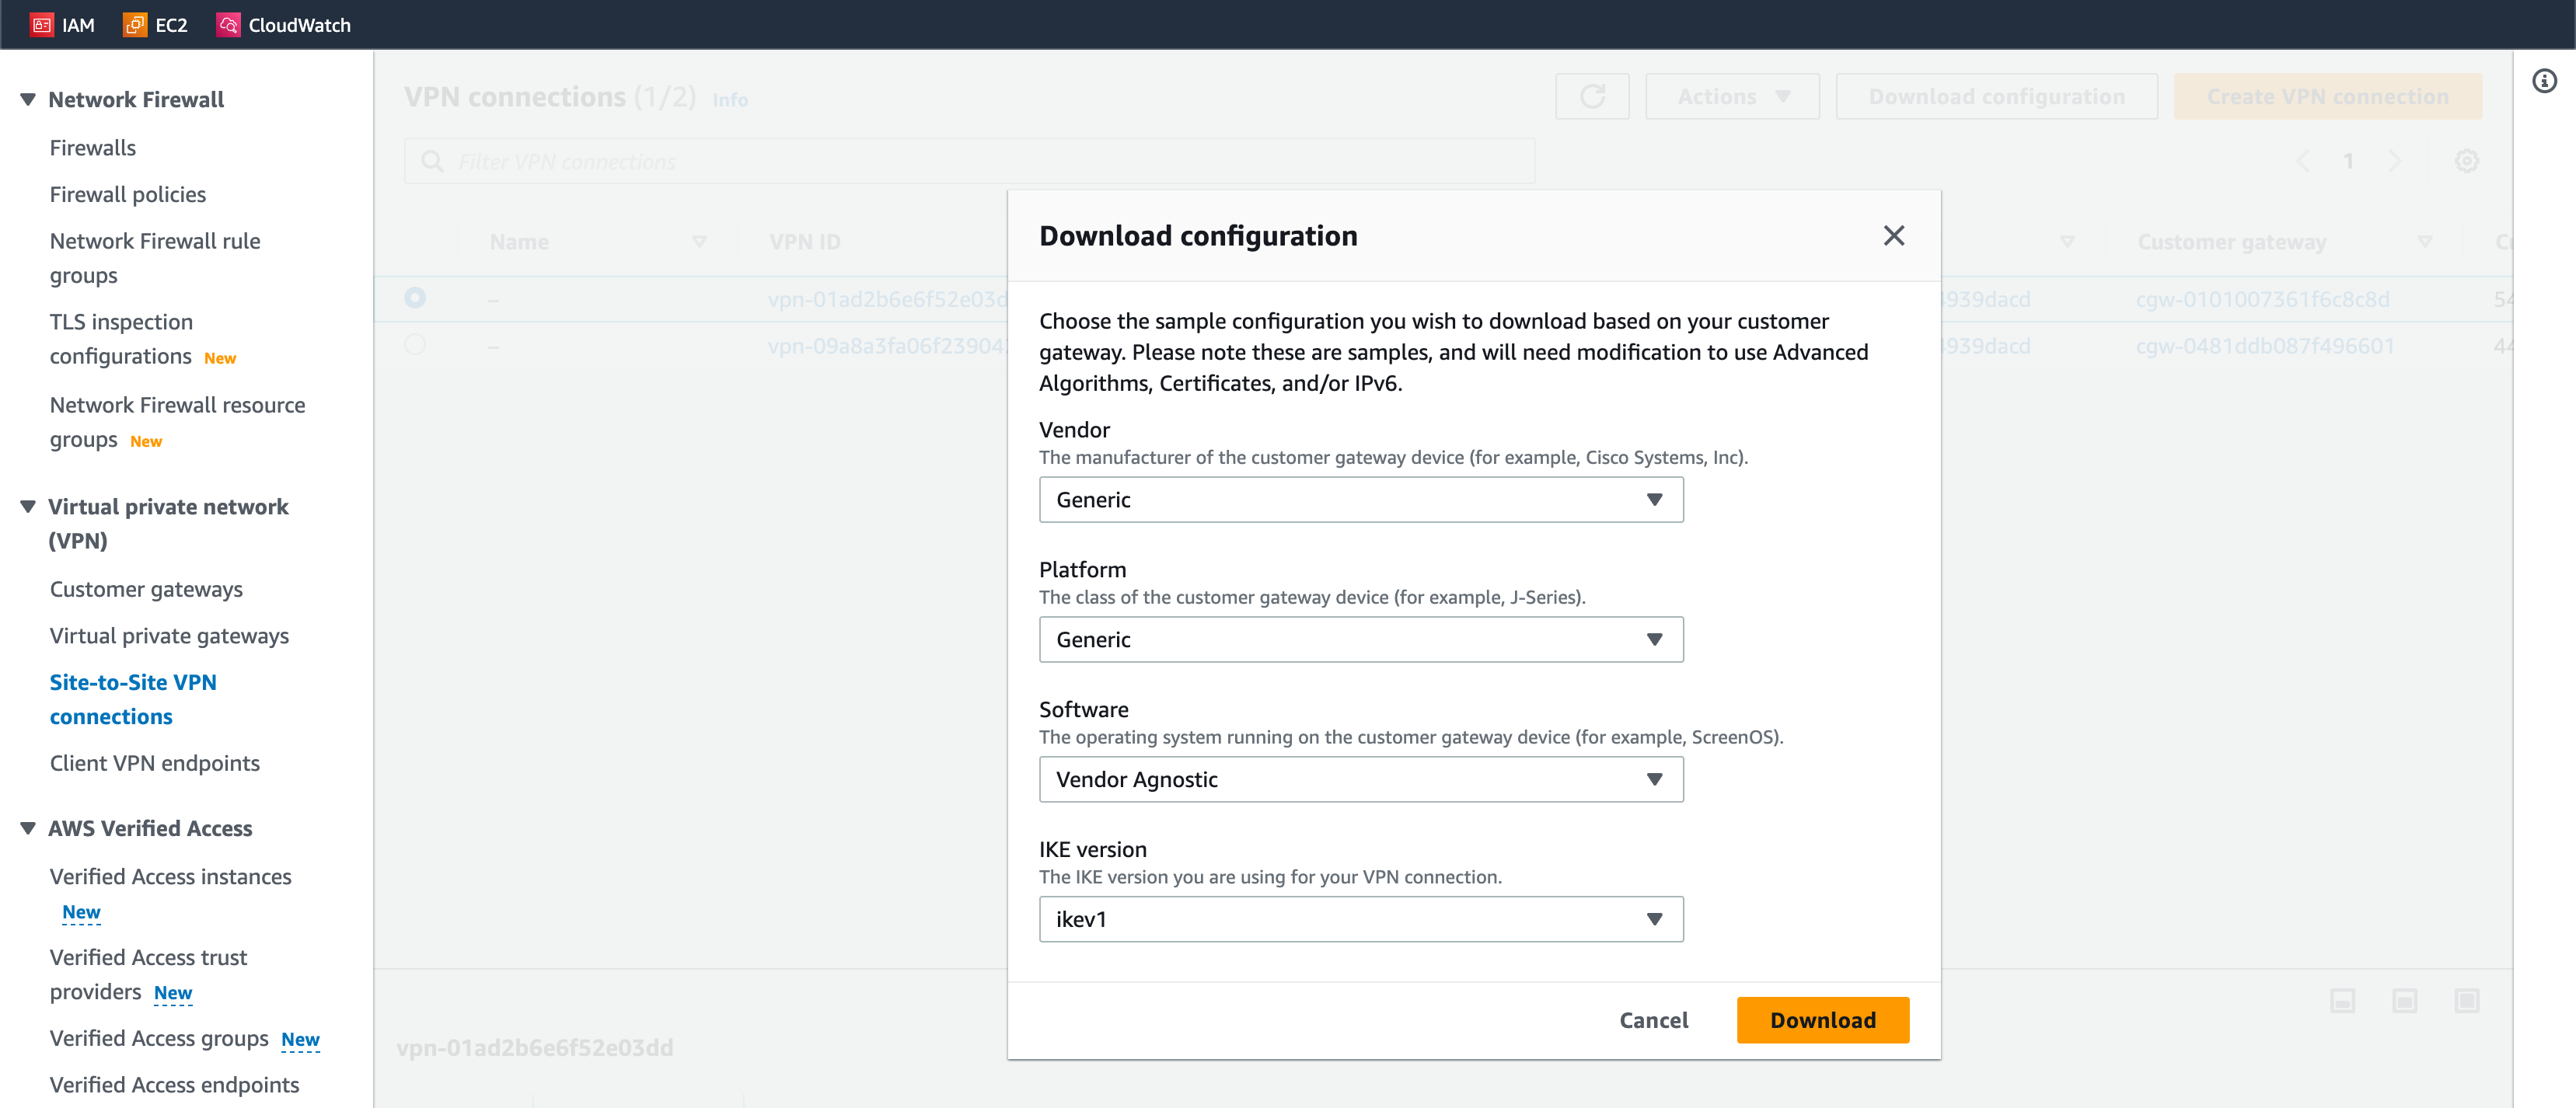 IAM EC2 CloudWatch
Network Firewall
Firewalls
Firewall policies
Network Firewall rule
groups
TLS inspection
configurations New
Network Firewall resource
groups New
Virtual private network
(VPN)
Customer gateways
Virtual private gateways
Site-to-Site VPN
connections
Client VPN endpoints
AWS Verified Access
Verified Access instances
New
Verified Access trust
providers New
Verified Access groups New
Verified Access endpoints
VPN connections (1/2) Info
Actions
Download configuration
Create VPN connection
Filter VPN connections
1
Name VPN ID Customer gateway
– vpn-01ad2b6e6f52e03d 939dacd cgw-0101007361f6c8c8d
– vpn-09a8a3fa06f23904 939dacd cgw-0481ddb087f496601
Download configuration
Choose the sample configuration you wish to download based on your customer
gateway. Please note these are samples, and will need modification to use Advanced
Algorithms, Certificates, and/or IPv6.
Vendor
The manufacturer of the customer gateway device (for example, Cisco Systems, Inc).
Generic
Platform
The class of the customer gateway device (for example, J-Series).
Generic
Software
The operating system running on the customer gateway device (for example, ScreenOS).
Vendor Agnostic
IKE version
The IKE version you are using for your VPN connection.
ikev1
Cancel Download
vpn-01ad2b6e6f52e03dd